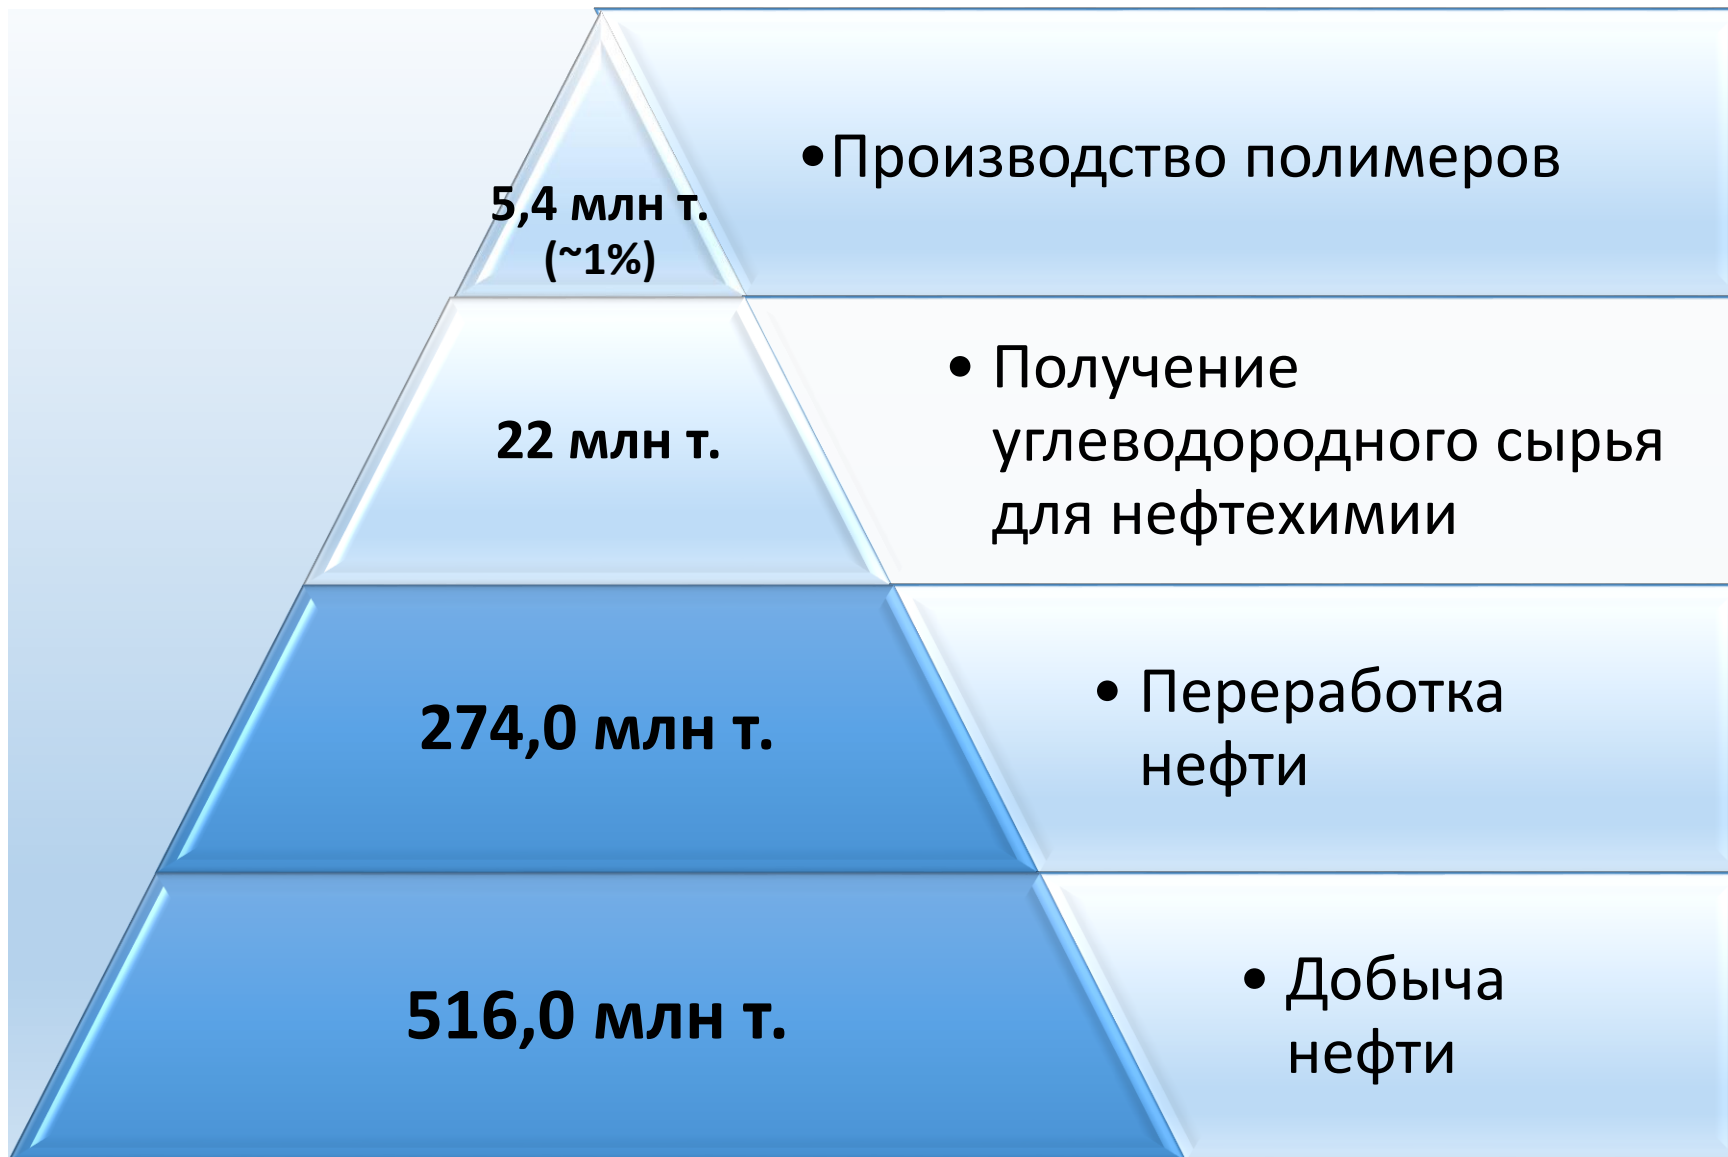 5,4 млн т.
(~1%)
•Производство полимеров
22 млн т.
• Получение
углеводородного сырья
для нефтехимии
274,0 млн т.
• Переработка
нефти
516,0 млн т.
• Добыча
нефти